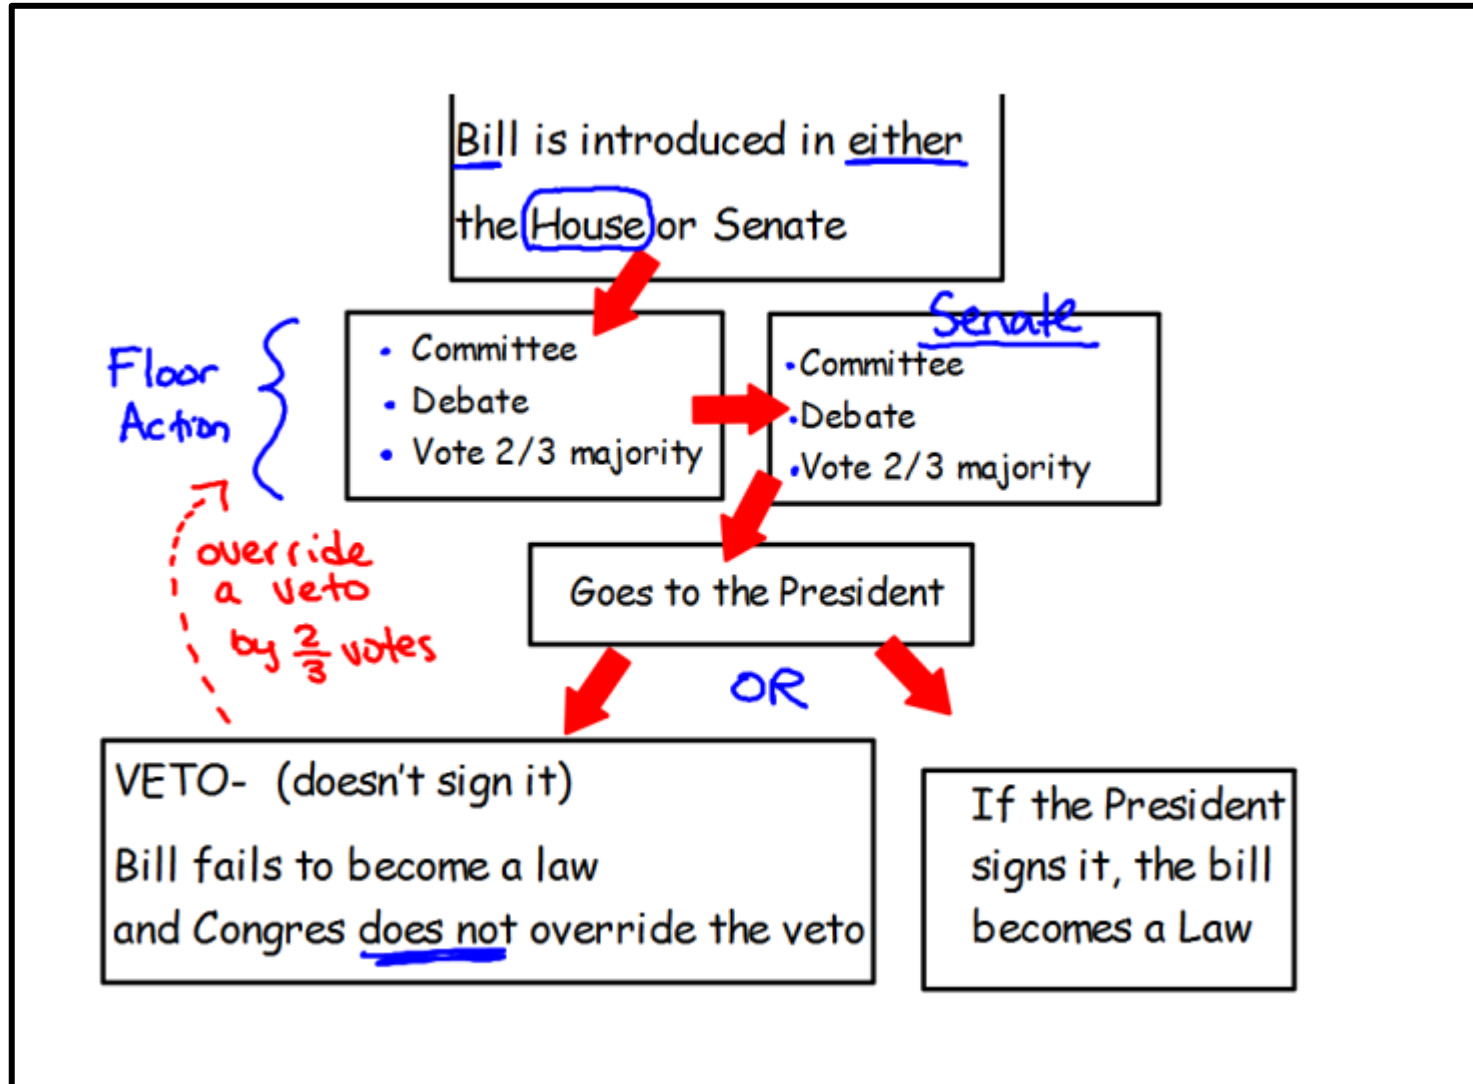 Bill is introduced in either
the House or Senate
Floor
Action
• Committee
• Debate
• Vote 2/3 majority
Senate
• Committee
• Debate
• Vote 2/3 majority
override
a veto
by 2/3 votes
Goes to the President
OR
VETO- (doesn't sign it)
Bill fails to become a law
and Congres does not override the veto
If the President
signs it, the bill
becomes a Law